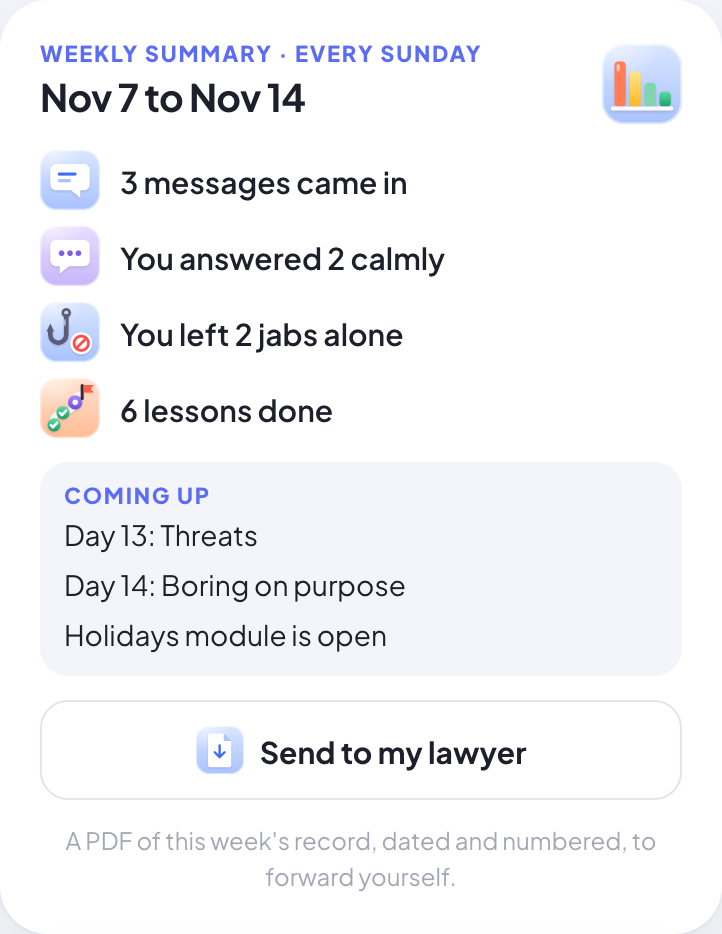 WEEKLY SUMMARY · EVERY SUNDAY
Nov 7 to Nov 14
3 messages came in
You answered 2 calmly
You left 2 jabs alone
6 lessons done
COMING UP
Day 13: Threats
Day 14: Boring on purpose
Holidays module is open
Send to my lawyer
A PDF of this week's record, dated and numbered, to
forward yourself.